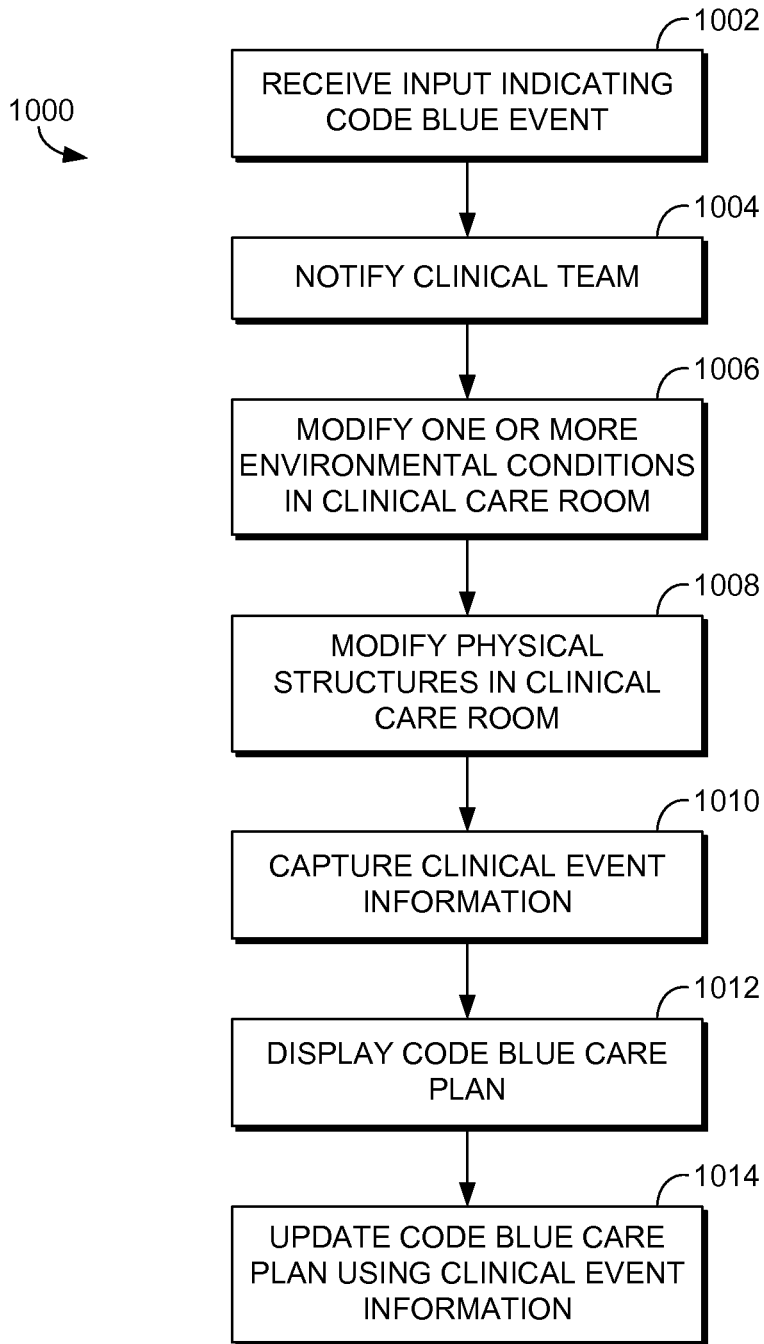 1000
1002
RECEIVE INPUT INDICATING
CODE BLUE EVENT
1004
NOTIFY CLINICAL TEAM
1006
MODIFY ONE OR MORE
ENVIRONMENTAL CONDITIONS
IN CLINICAL CARE ROOM
1008
MODIFY PHYSICAL
STRUCTURES IN CLINICAL
CARE ROOM
1010
CAPTURE CLINICAL EVENT
INFORMATION
1012
DISPLAY CODE BLUE CARE
PLAN
1014
UPDATE CODE BLUE CARE
PLAN USING CLINICAL EVENT
INFORMATION